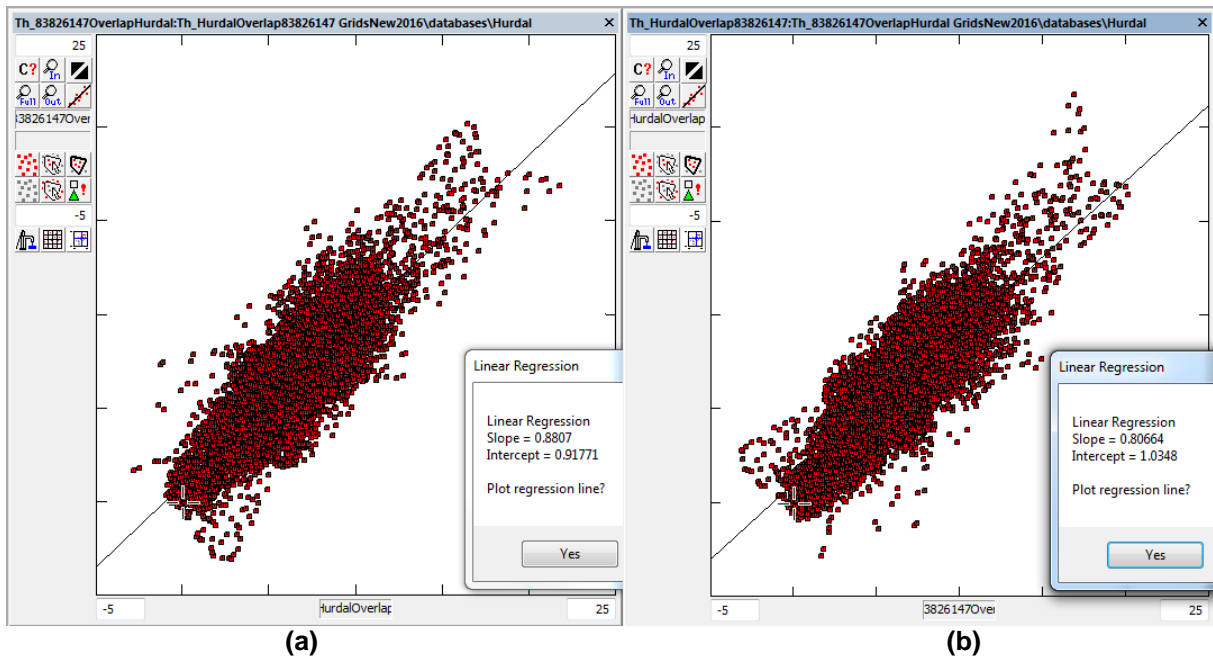 Th_83826147OverlapHurdal:Th_HurdalOverlap83826147 GridsNew2016\databases\Hurdal
25
C?
In
Full
Out
-5
Linear Regression
Linear Regression
Slope = 0.8807
Intercept = 0.91771
Plot regression line?
Yes
-5
HurdalOverlap
25
(a)
Th_HurdalOverlap83826147:Th_83826147OverlapHurdal GridsNew2016\databases\Hurdal
25
C?
In
Full
Out
HurdalOverlap
-5
Linear Regression
Linear Regression
Slope = 0.80664
Intercept = 1.0348
Plot regression line?
Yes
-5
3826147Over
25
(b)